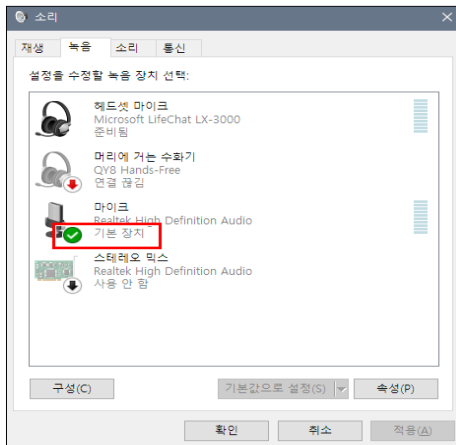 소리
재생 녹음 소리 통신
설정을 수정할 녹음 장치 선택:
헤드셋 마이크
Microsoft LifeChat LX-3000
준비됨
머리에 거는 수화기
QY8 Hands-Free
연결 끊김
마이크
Realtek High Definition Audio
기본 장치
스테레오 믹스
Realtek High Definition Audio
사용 안 함
구성(C) 기본값으로 설정(S) 속성(P)
확인 취소 적용(A)